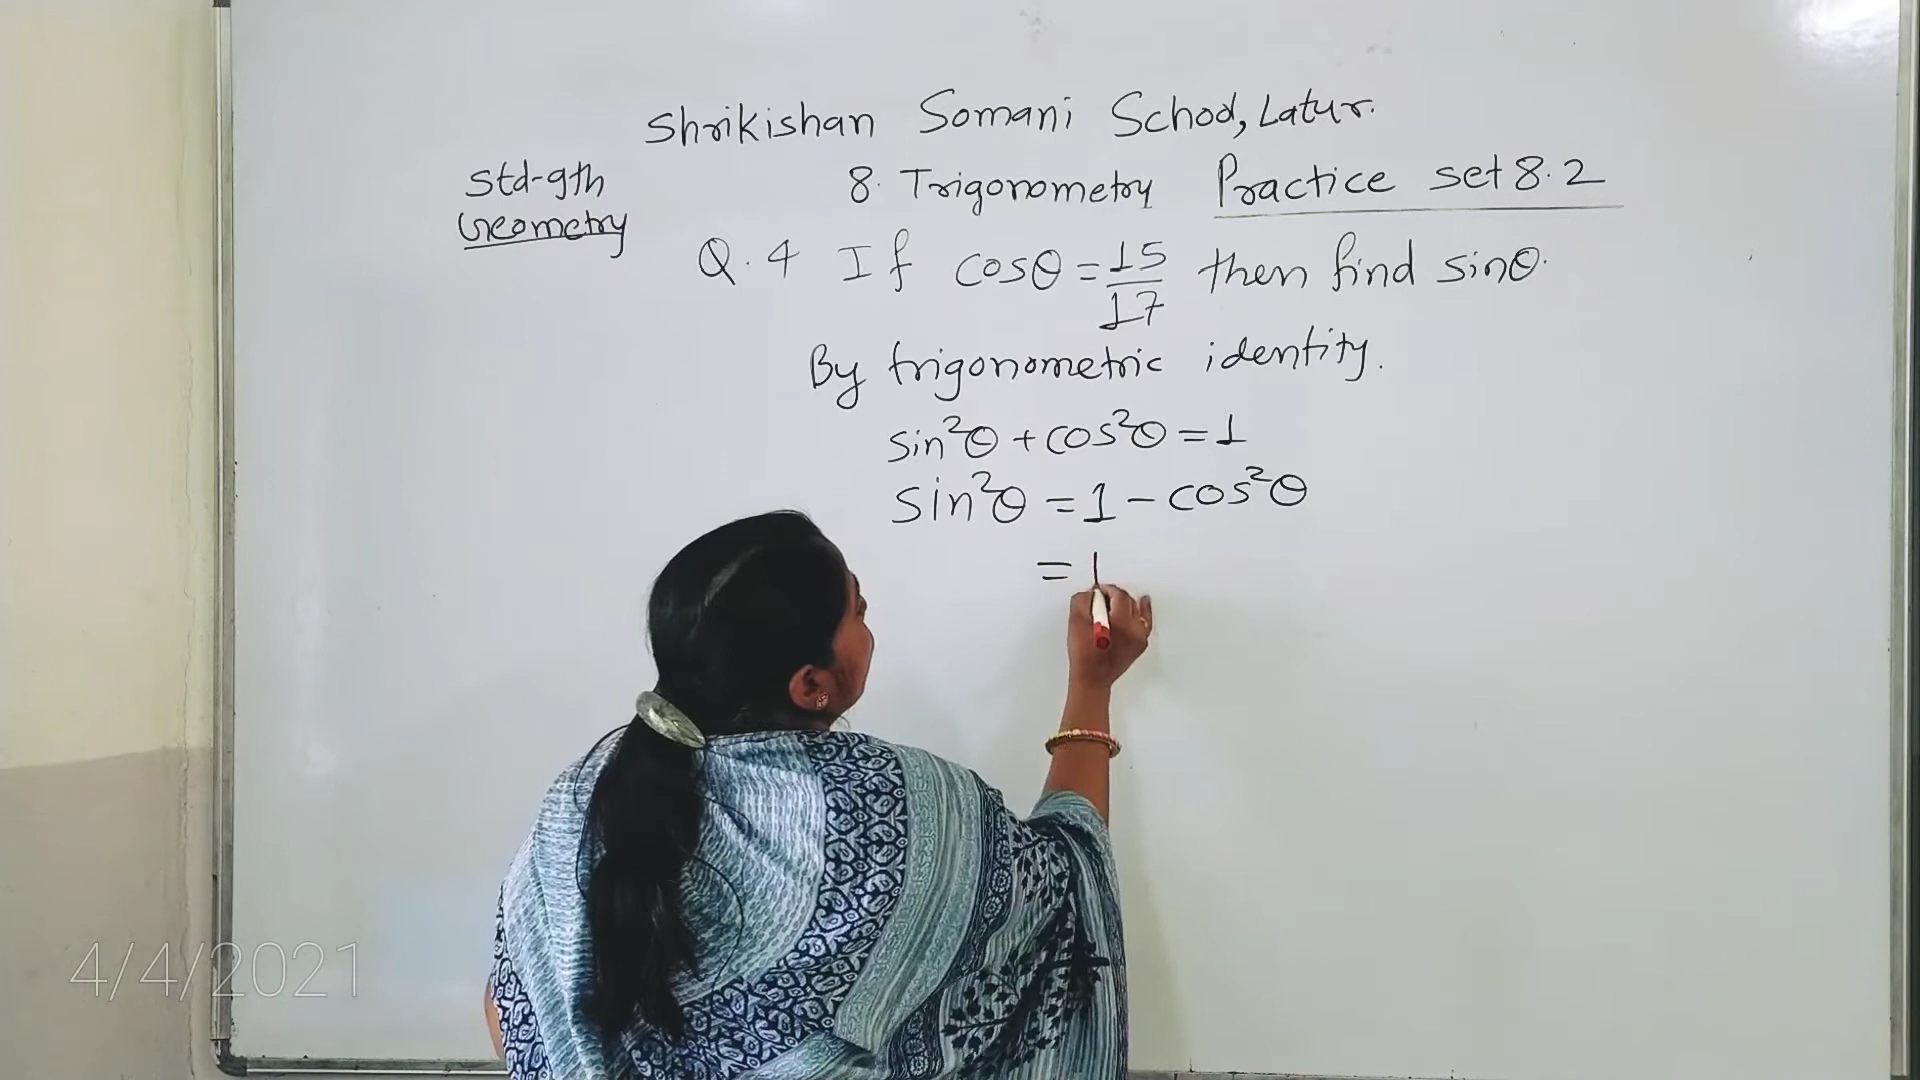 Shrikishan Somani School, Latur.
Std-9th
Geometry
8. Trigonometry Practice set 8.2
Q.4 If cosθ = 15/17 then find sinθ.
By trigonometric identity.
sin²θ + cos²θ = 1
sin²θ = 1 - cos²θ
= 1
4/4/2021